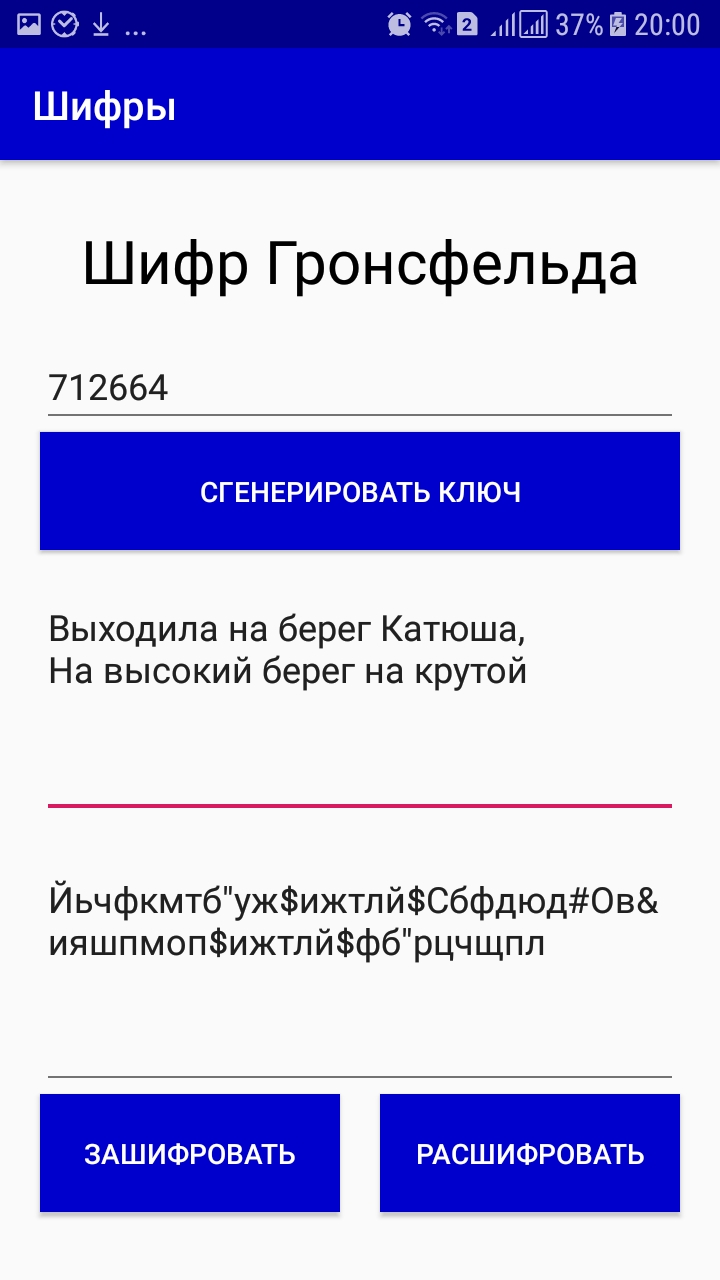 ... 2 37% 20:00
Шифры
Шифр Гронсфельда
712664
СГЕНЕРИРОВАТЬ КЛЮЧ
Выходила на берег Катюша,
На высокий берег на крутой
Йьчфкмтб"уж$ижтлй$Сбфдюд#Ов&
ияшпмоп$ижтлй$фб"рцчщпл
ЗАШИФРОВАТЬ РАСШИФРОВАТЬ